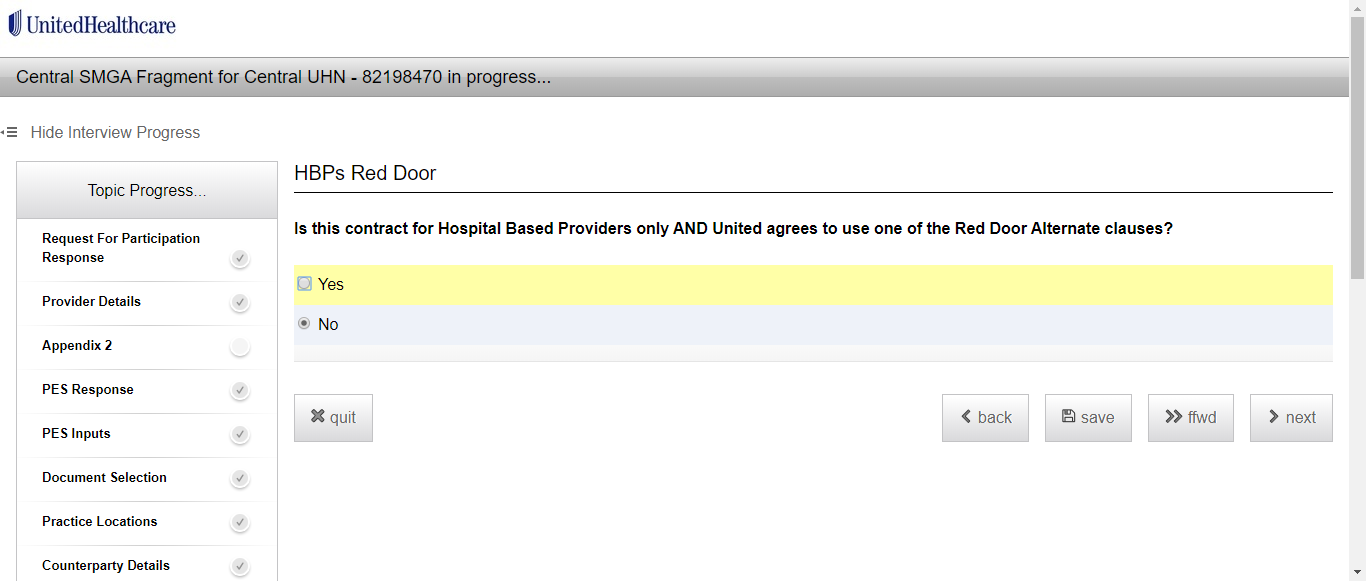 UnitedHealthcare
Central SMGA Fragment for Central UHN - 82198470 in progress...
Hide Interview Progress
Topic Progress...
Request For Participation
Response
Provider Details
Appendix 2
PES Response
PES Inputs
Document Selection
Practice Locations
Counterparty Details
HBPs Red Door
Is this contract for Hospital Based Providers only AND United agrees to use one of the Red Door Alternate clauses?
Yes
No
quit
back
save
ffwd
next